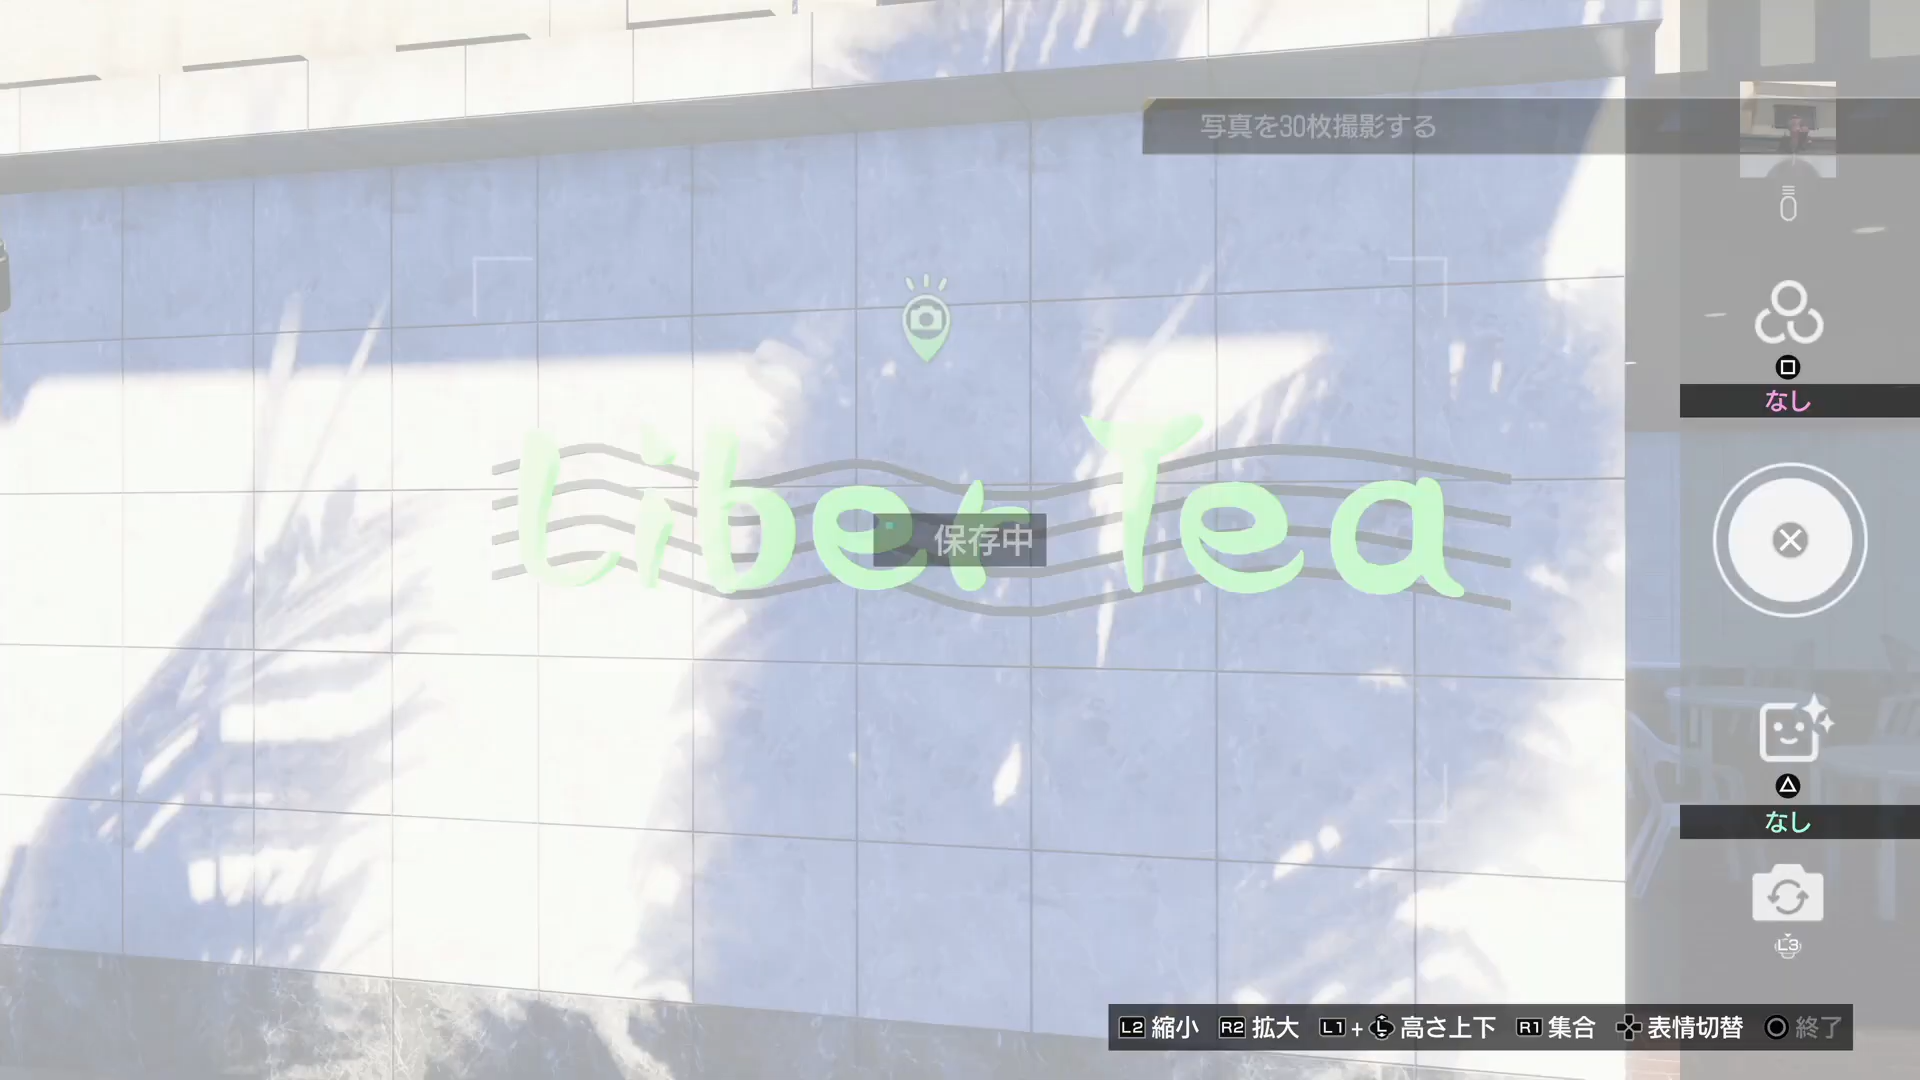 写真を30枚撮影する
なし
Liber Tea
保存中
なし
L3
L2 縮小 R2 拡大 L1 + L 高さ上下 R1 集合 表情切替 終了